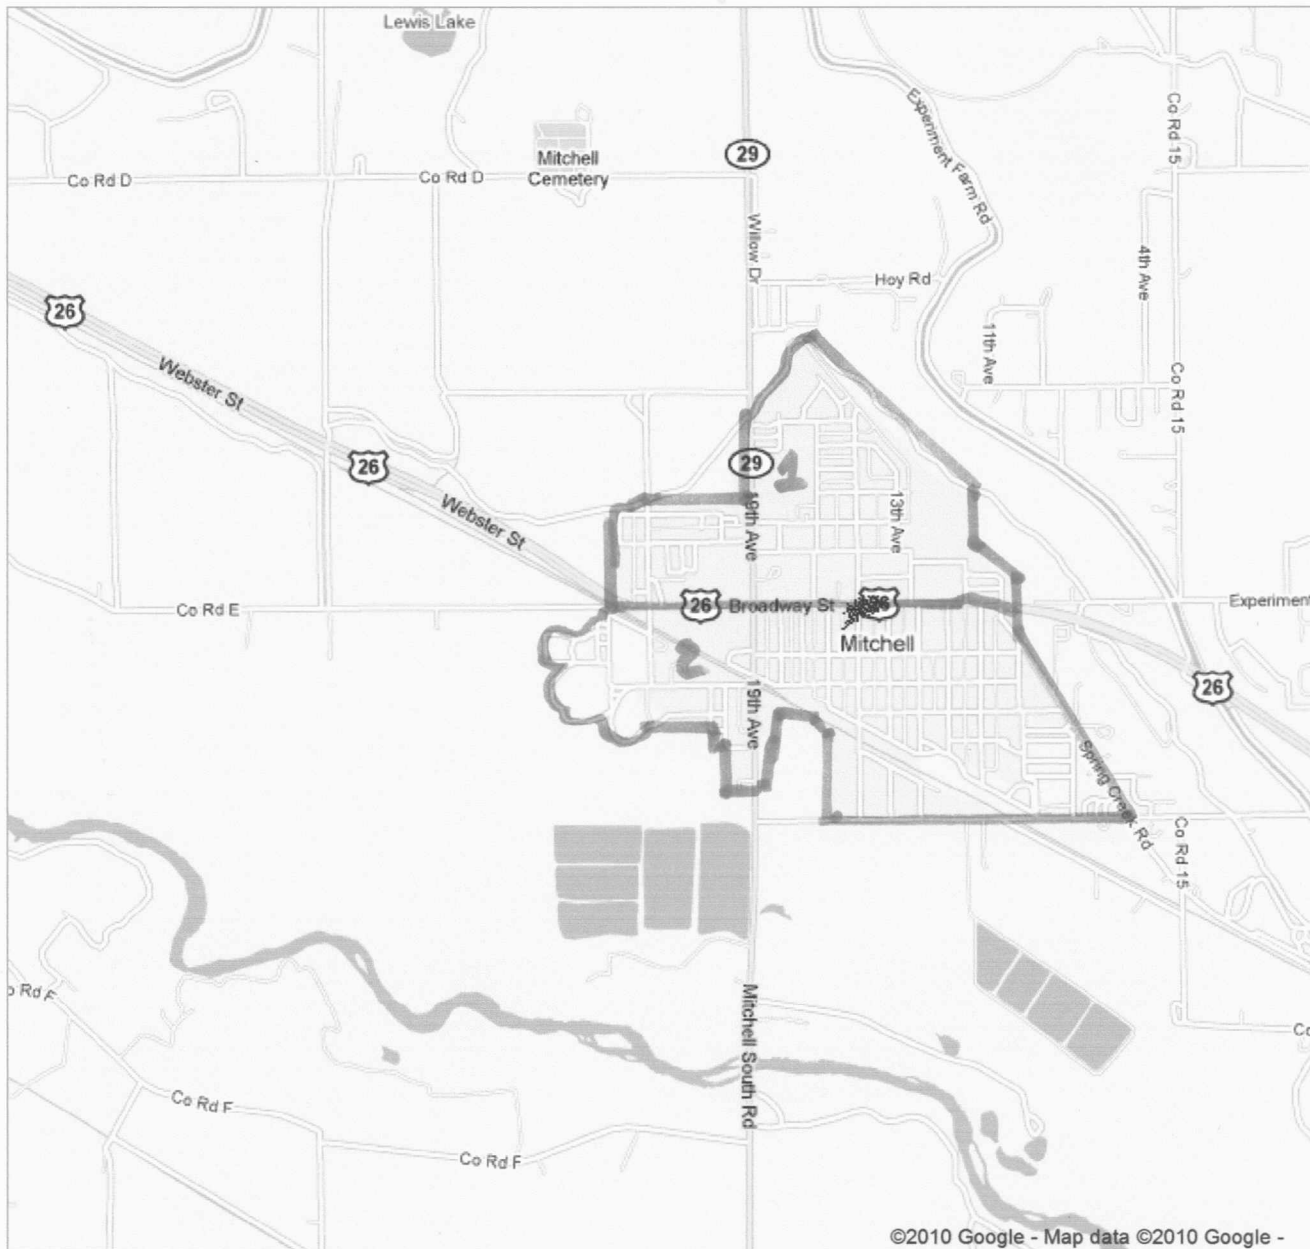 Lewis Lake
Experiment Farm Rd
Co Rd 15
29
Mitchell
Cemetery
Co Rd D
Co Rd D
Willow Dr
Hoy Rd
4th Ave
26
11th Ave
Webster St
Co Rd 15
26
29
1
Webster St
19th Ave
13th Ave
Co Rd E
26
Broadway St
26
Experiment
Mitchell
2
26
19th Ave
Spring Creek Rd
Co Rd 15
Rd F
Mitchell South Rd
Co
Co Rd F
Co Rd F
©2010 Google - Map data ©2010 Google -